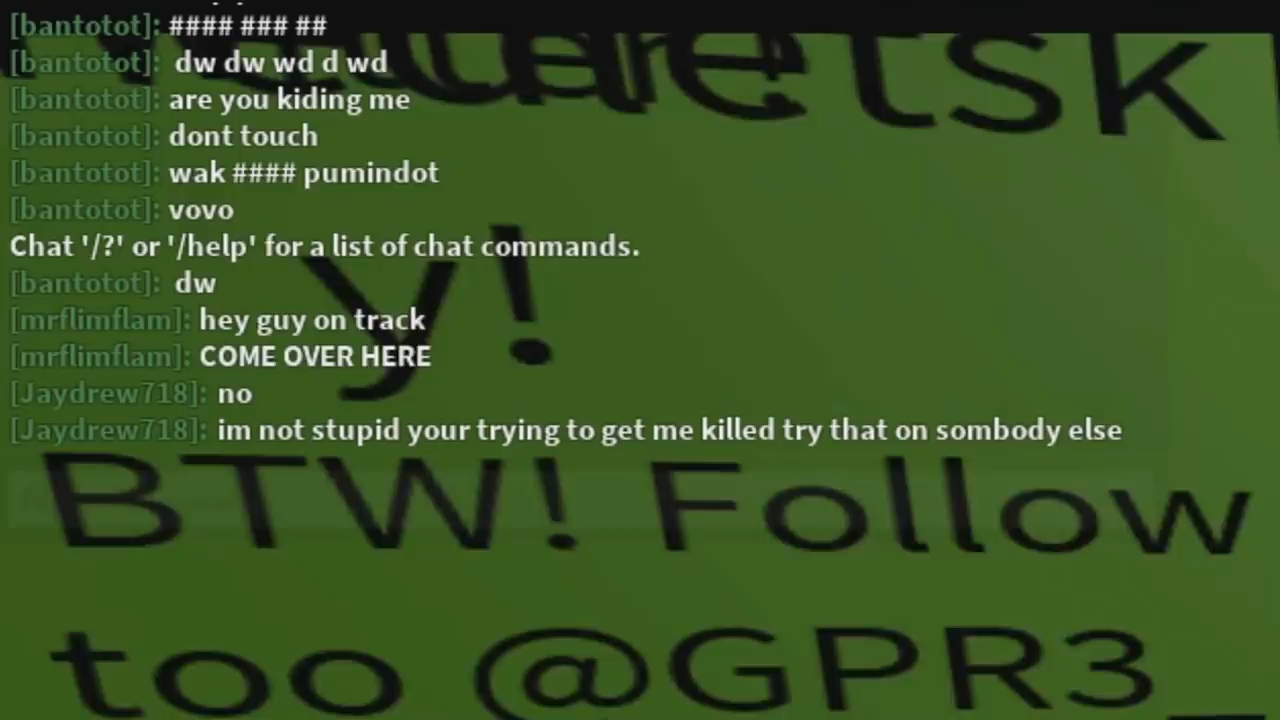 [bantotot]: #### ### ##
[bantotot]: dw dw wd d wd
[bantotot]: are you kiding me
[bantotot]: dont touch
[bantotot]: wak #### pumindot
[bantotot]: vovo
Chat '/?' or '/help' for a list of chat commands.
[bantotot]: dw
[mrflimflam]: hey guy on track
[mrflimflam]: COME OVER HERE
[Jaydrew718]: no
[Jaydrew718]: im not stupid your trying to get me killed try that on sombody else
y!
BTW! Follow
too @GPR3_